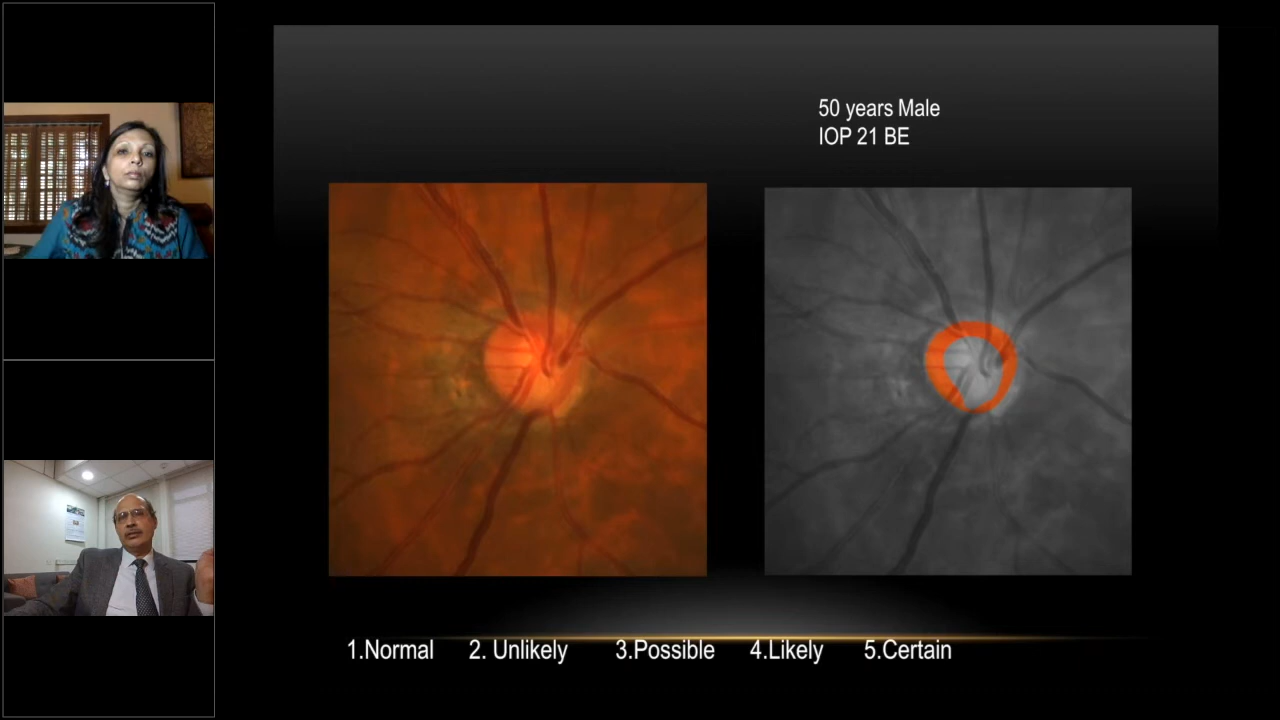 50 years Male
IOP 21 BE
1.Normal 2. Unlikely 3.Possible 4.Likely 5.Certain